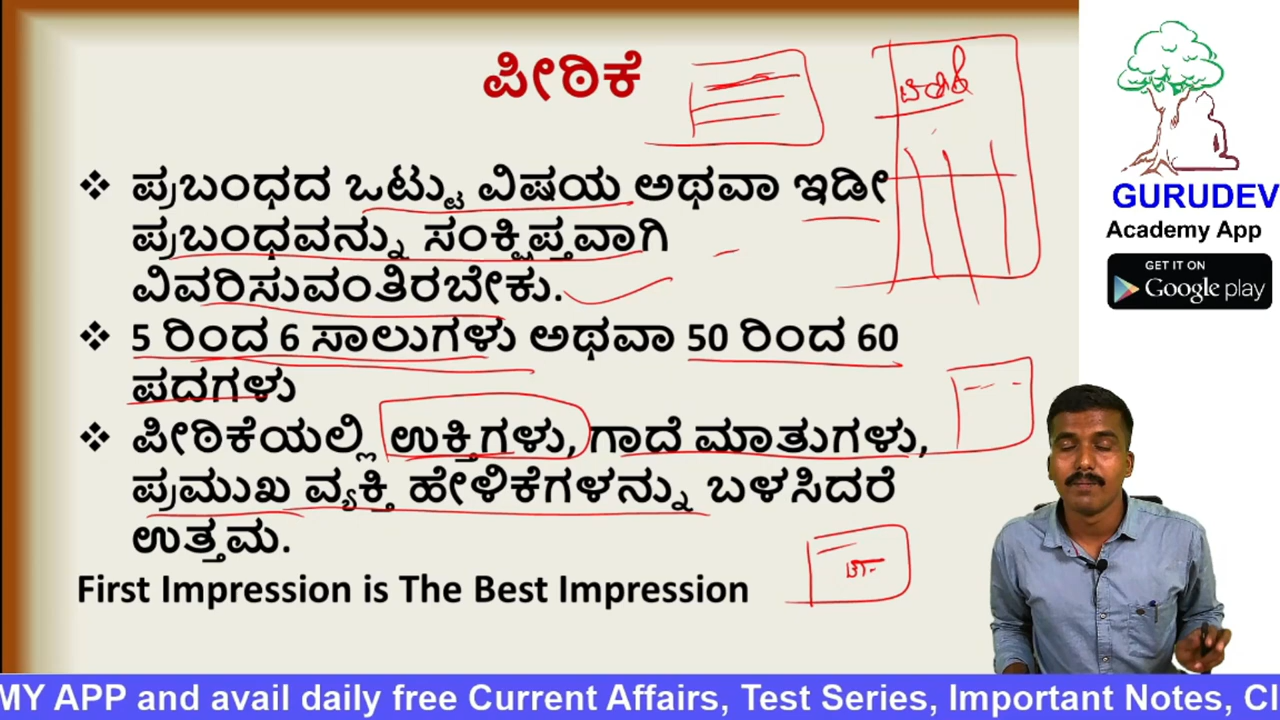 ಪೀಠಿಕೆ
❖ ಪ್ರಬಂಧದ ಒಟ್ಟು ವಿಷಯ ಅಥವಾ ಇಡೀ
ಪ್ರಬಂಧವನ್ನು ಸಂಕ್ಷಿಪ್ತವಾಗಿ
ವಿವರಿಸುವಂತಿರಬೇಕು.
❖ 5 ರಿಂದ 6 ಸಾಲುಗಳು ಅಥವಾ 50 ರಿಂದ 60
ಪದಗಳು
❖ ಪೀಠಿಕೆಯಲ್ಲಿ ಉಕ್ತಿಗಳು, ಗಾದೆ ಮಾತುಗಳು,
ಪ್ರಮುಖ ವ್ಯಕ್ತಿ ಹೇಳಿಕೆಗಳನ್ನು ಬಳಸಿದರೆ
ಉತ್ತಮ.
First Impression is The Best Impression
GURUDEV
Academy App
GET IT ON
Google play
MY APP and avail daily free Current Affairs, Test Series, Important Notes,